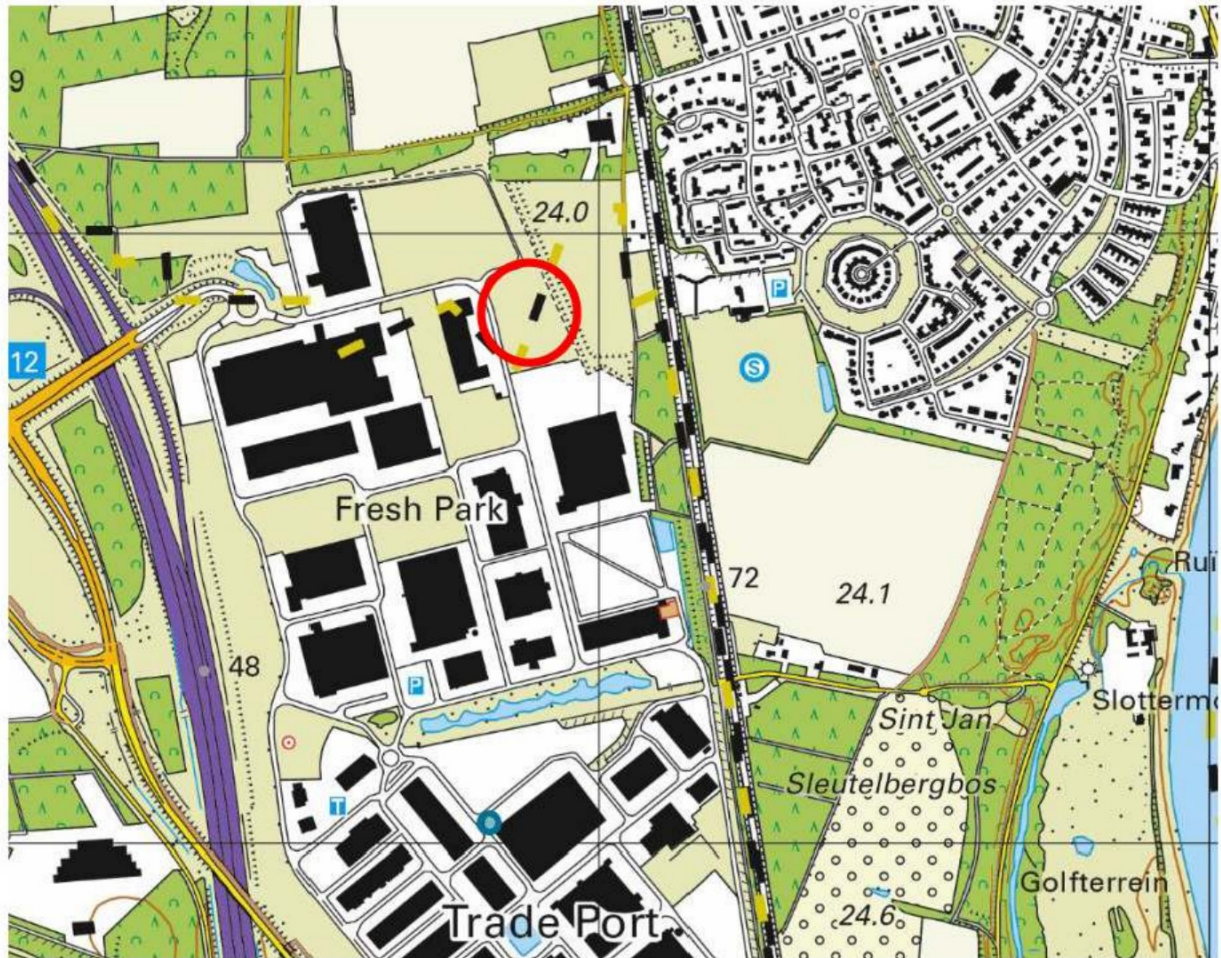 9
24.0
P
12
S
Fresh Park
72
24.1
Rui
48
P
Slotterm
Sint Jan
T
Sleutelbergbos
Golfterrein
24.6
Trade Port